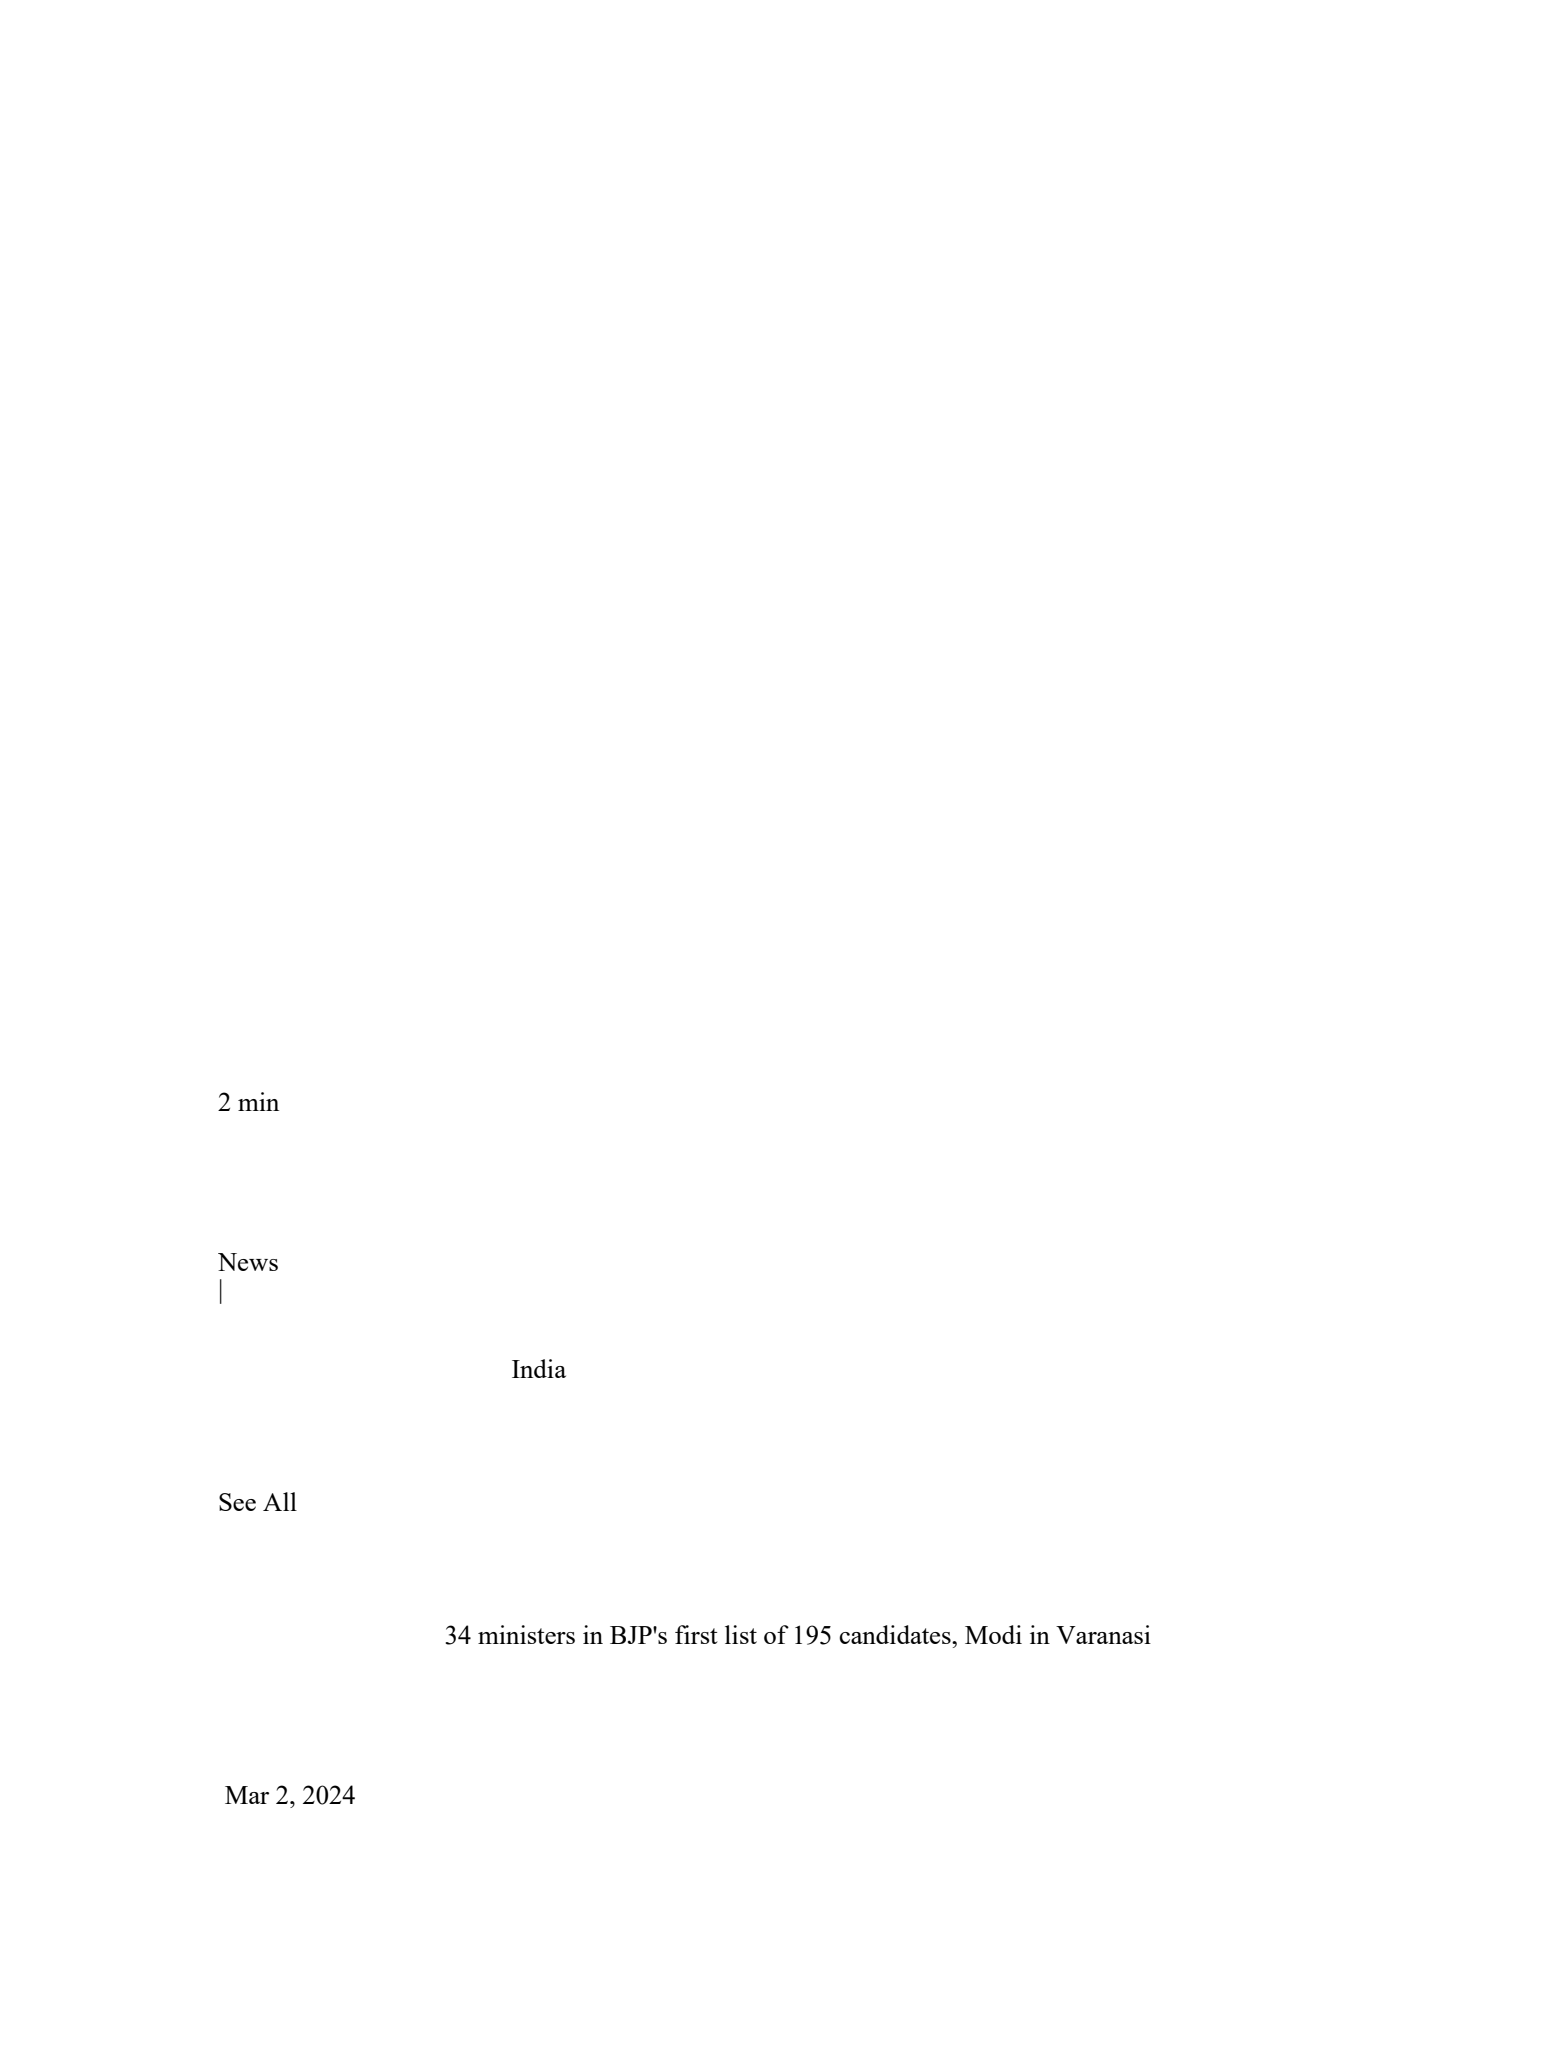 2 min
News
|
India
See All
34 ministers in BJP's first list of 195 candidates, Modi in Varanasi
Mar 2, 2024